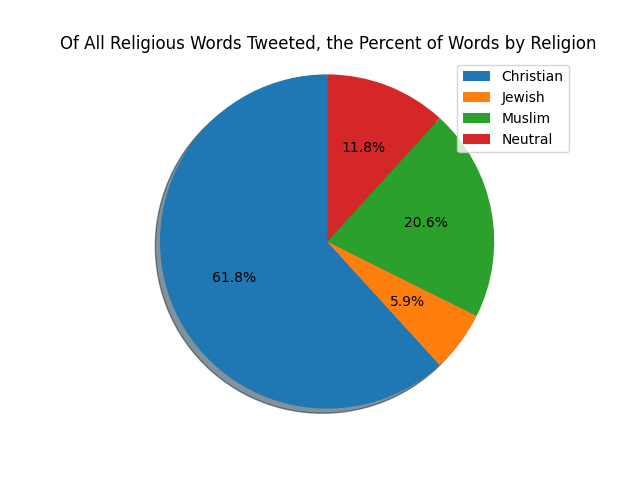 Of All Religious Words Tweeted, the Percent of Words by Religion
Christian
Jewish
Muslim
Neutral
11.8%
20.6%
61.8%
5.9%